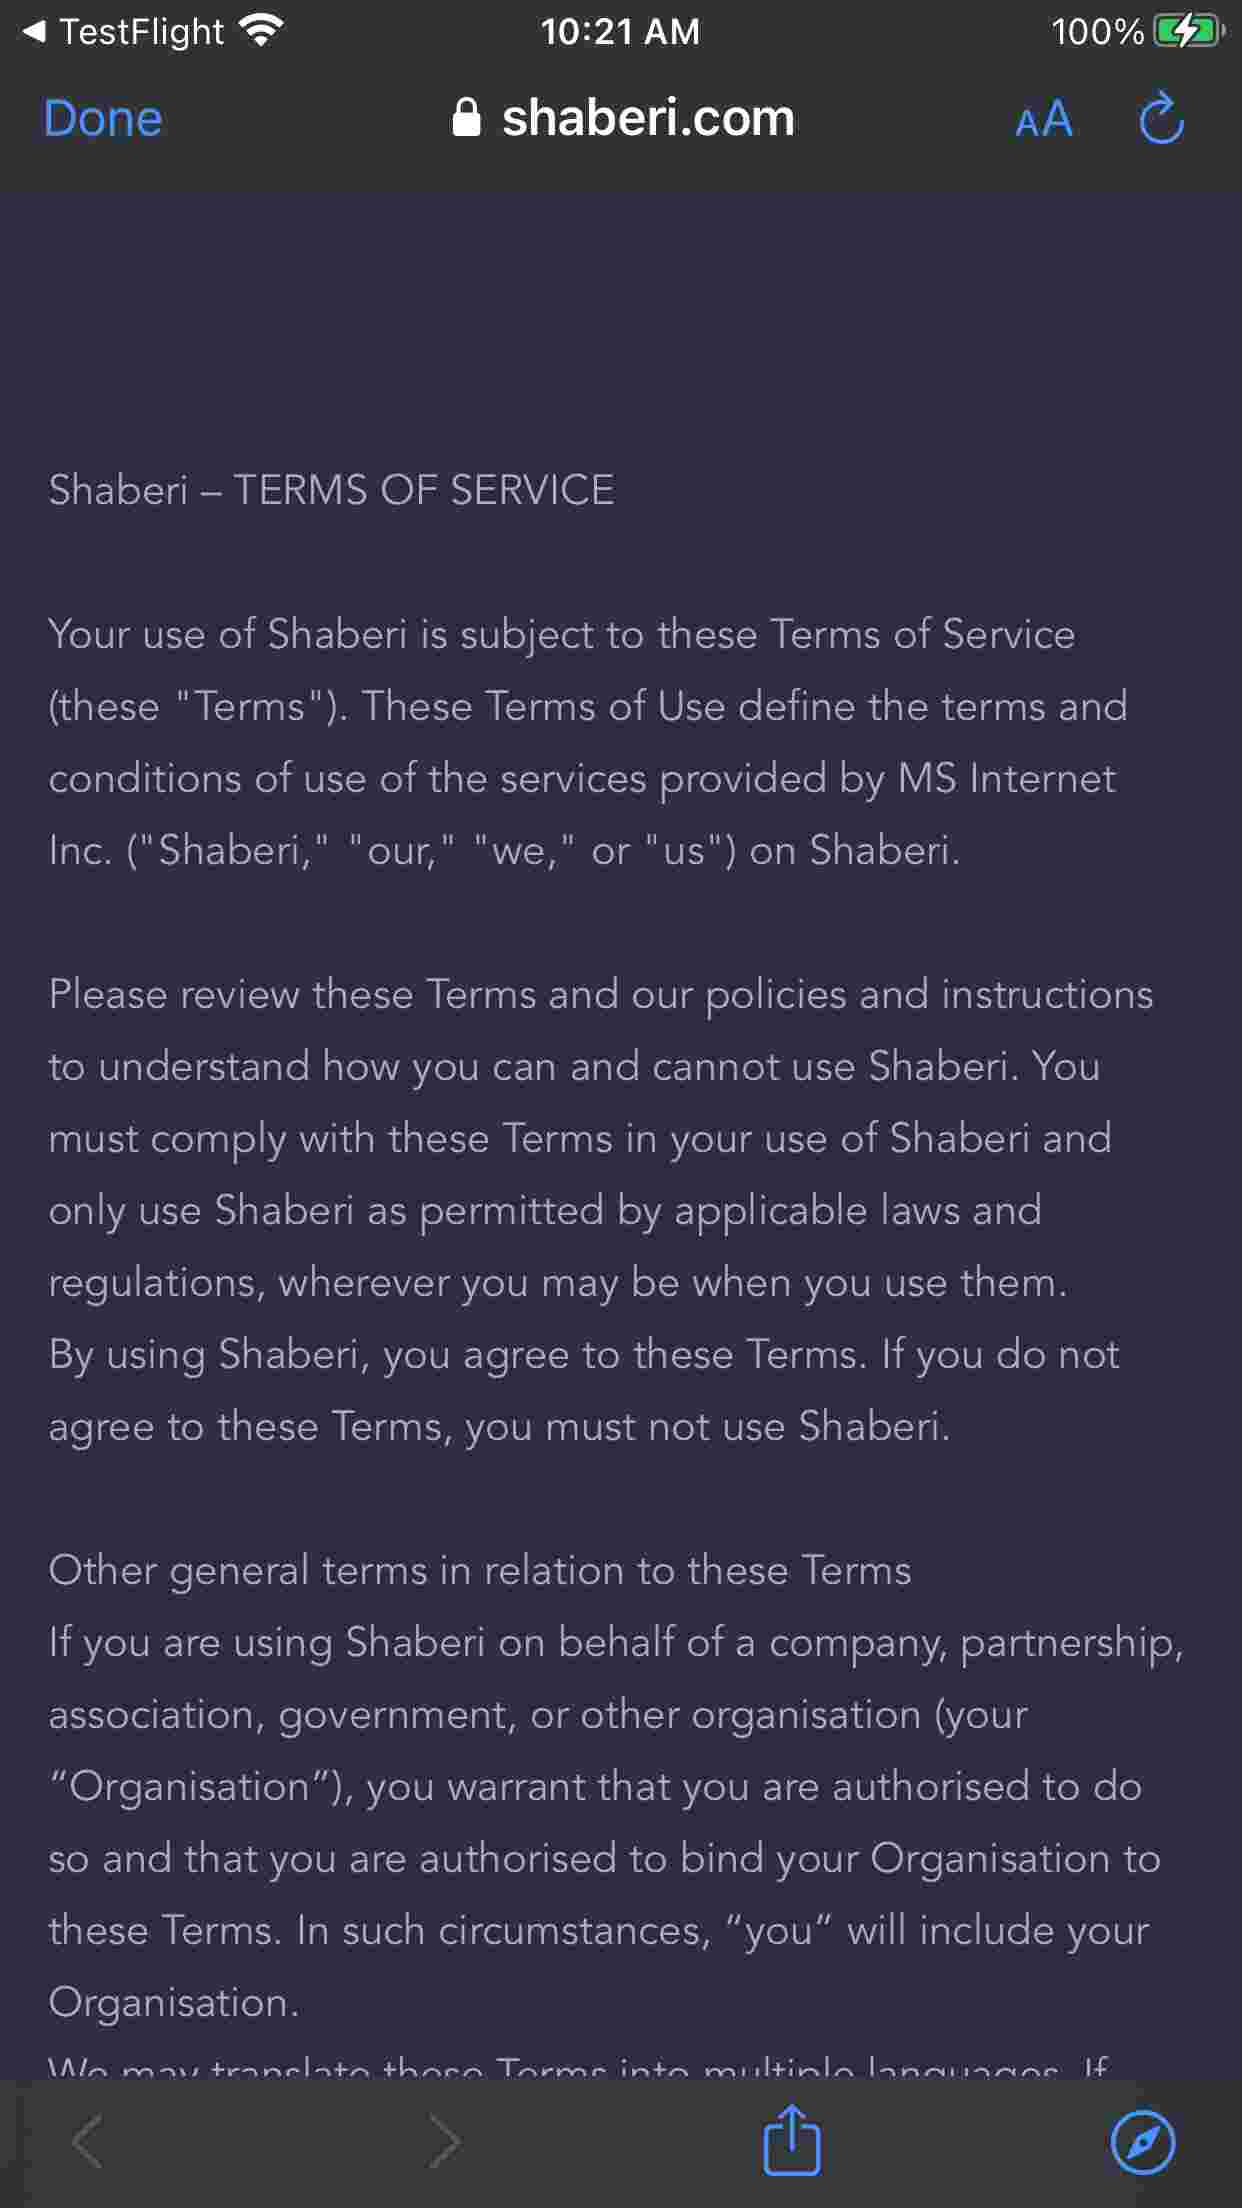 TestFlight
10:21 AM
100%
Done
shaberi.com
AA
Shaberi – TERMS OF SERVICE
Your use of Shaberi is subject to these Terms of Service
(these "Terms"). These Terms of Use define the terms and
conditions of use of the services provided by MS Internet
Inc. ("Shaberi," "our," "we," or "us") on Shaberi.
Please review these Terms and our policies and instructions
to understand how you can and cannot use Shaberi. You
must comply with these Terms in your use of Shaberi and
only use Shaberi as permitted by applicable laws and
regulations, wherever you may be when you use them.
By using Shaberi, you agree to these Terms. If you do not
agree to these Terms, you must not use Shaberi.
Other general terms in relation to these Terms
If you are using Shaberi on behalf of a company, partnership,
association, government, or other organisation (your
“Organisation”), you warrant that you are authorised to do
so and that you are authorised to bind your Organisation to
these Terms. In such circumstances, “you” will include your
Organisation.
We may translate these Terms into multiple languages. If